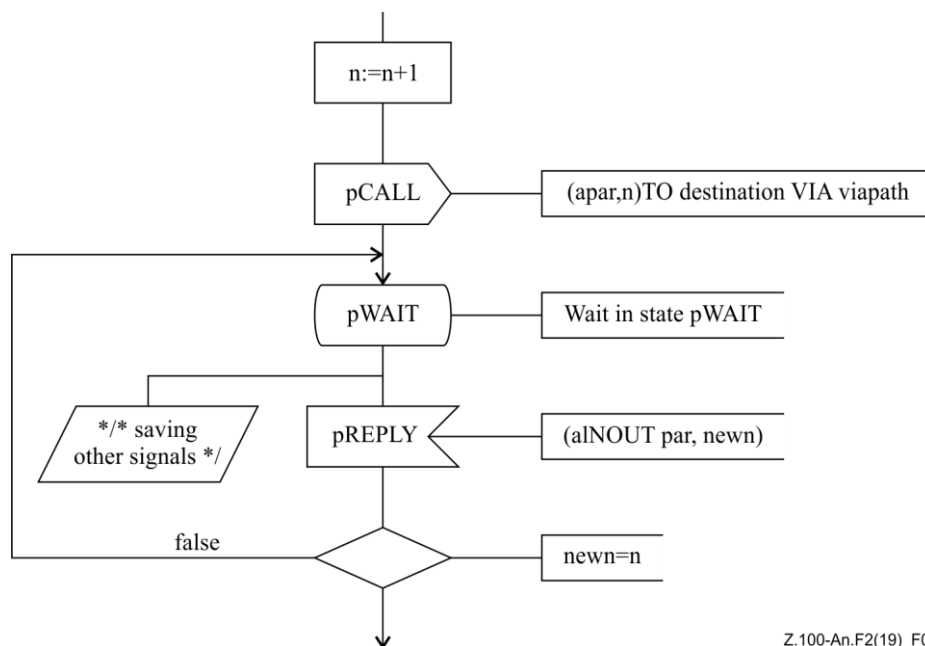 n:=n+1
pCALL
(apar,n)TO destination VIA viapath
pWAIT
Wait in state pWAIT
*/* saving
other signals */
pREPLY
(alNOUT par, newn)
false
newn=n
Z.100-An.F2(19)_F0